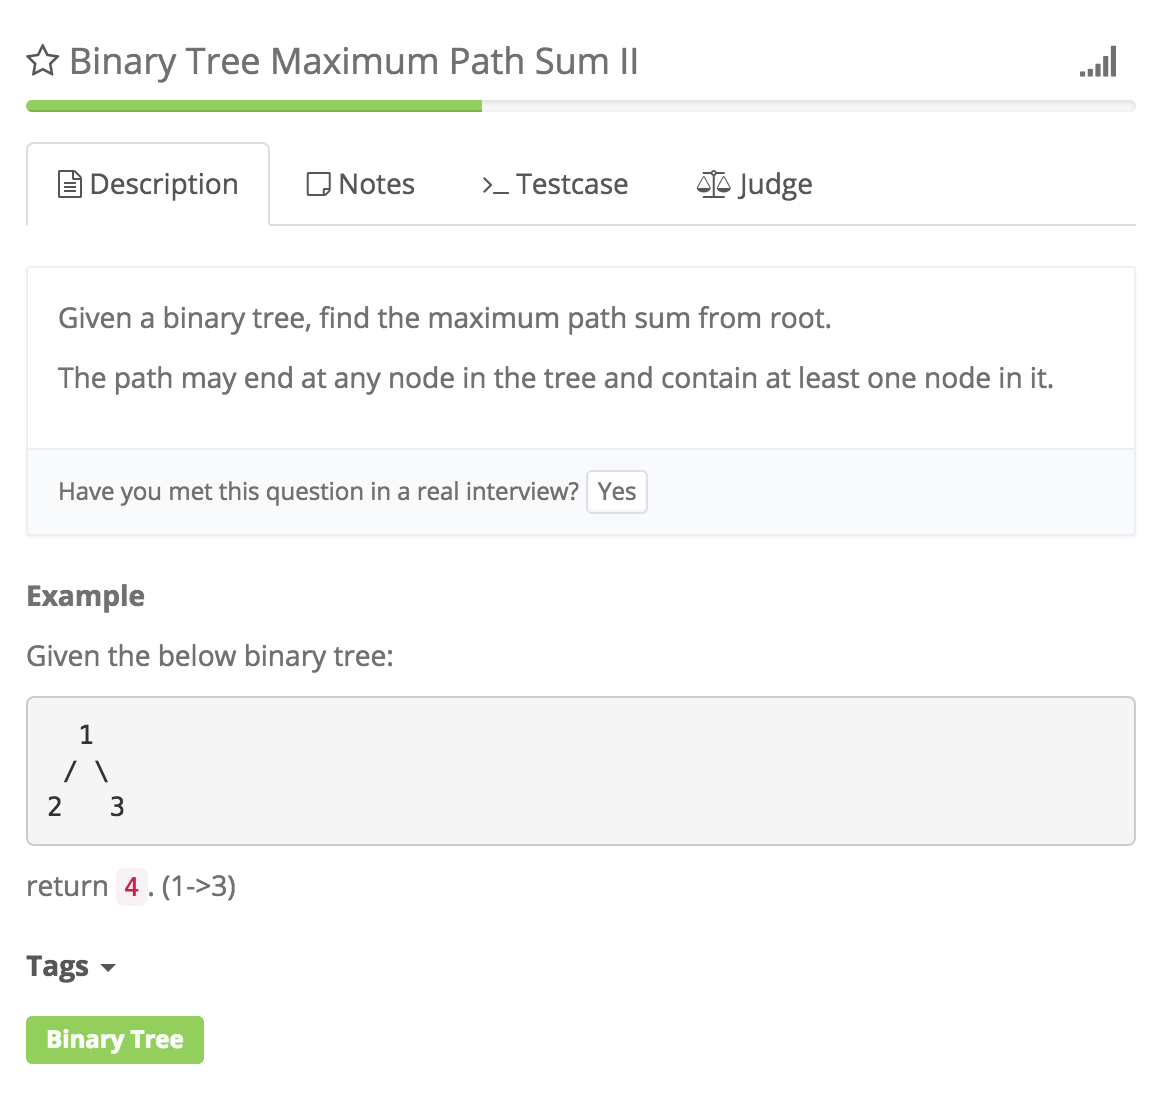 Binary Tree Maximum Path Sum II
Description
Notes
Testcase
Judge
Given a binary tree, find the maximum path sum from root.
The path may end at any node in the tree and contain at least one node in it.
Have you met this question in a real interview? Yes
Example
Given the below binary tree:
  1
 / \
2   3
return 4 . (1->3)
Tags
Binary Tree